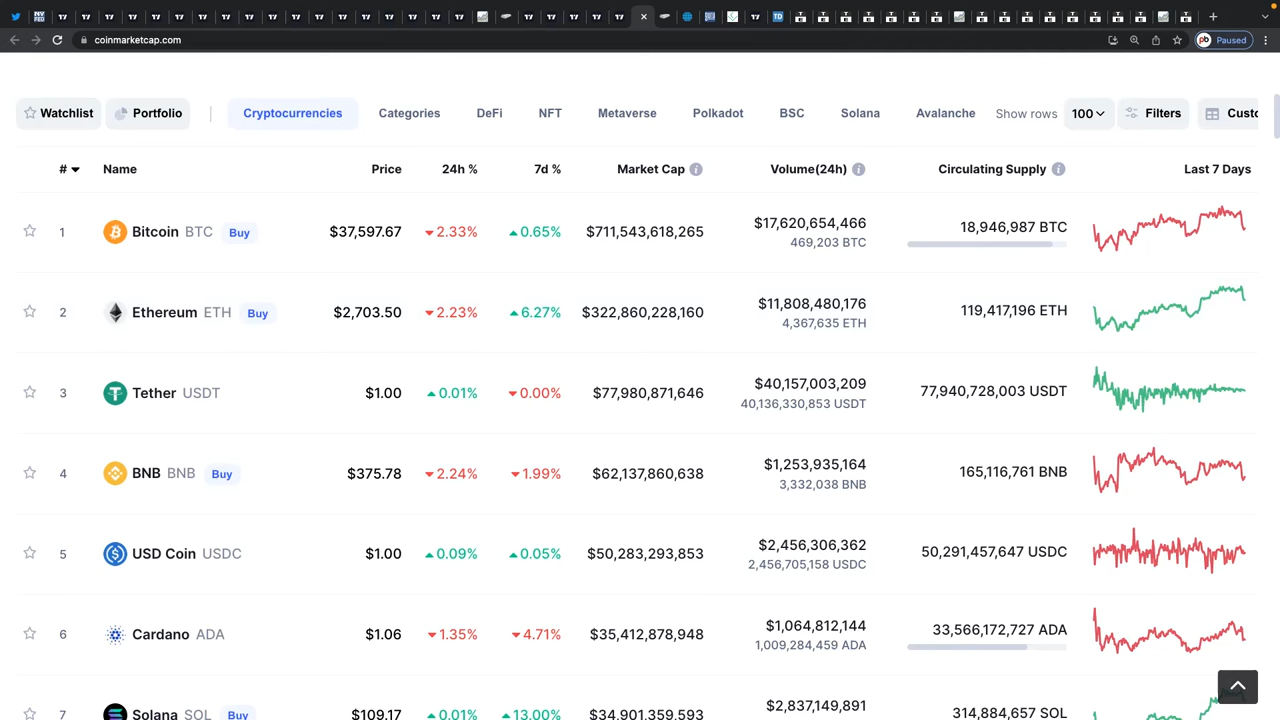 coinmarketcap.com
Paused
Watchlist Portfolio Cryptocurrencies Categories DeFi NFT Metaverse Polkadot BSC Solana Avalanche Show rows 100 Filters Custo
# Name Price 24h % 7d % Market Cap Volume(24h) Circulating Supply Last 7 Days
1 Bitcoin BTC Buy $37,597.67 2.33% 0.65% $711,543,618,265 $17,620,654,466 18,946,987 BTC
469,203 BTC
2 Ethereum ETH Buy $2,703.50 2.23% 6.27% $322,860,228,160 $11,808,480,176 119,417,196 ETH
4,367,635 ETH
3 Tether USDT $1.00 0.01% 0.00% $77,980,871,646 $40,157,003,209 77,940,728,003 USDT
40,136,330,853 USDT
4 BNB BNB Buy $375.78 2.24% 1.99% $62,137,860,638 $1,253,935,164 165,116,761 BNB
3,332,038 BNB
5 USD Coin USDC $1.00 0.09% 0.05% $50,283,293,853 $2,456,306,362 50,291,457,647 USDC
2,456,705,158 USDC
6 Cardano ADA $1.06 1.35% 4.71% $35,412,878,948 $1,064,812,144 33,566,172,727 ADA
1,009,284,459 ADA
7 Solana SOL Buy $109.17 0.01% 13.00% $34,901,359,593 $2,837,149,891 314,884,657 SOL